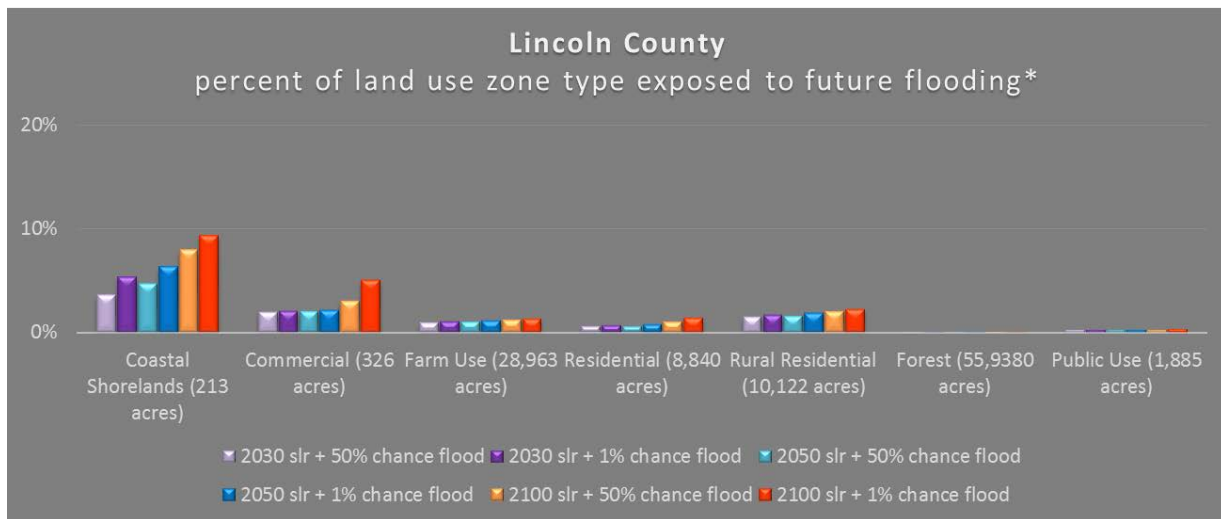 Lincoln County
percent of land use zone type exposed to future flooding*
20%
10%
0%
Coastal
Shorelands (213
acres)
Commercial (326
acres)
Farm Use (28,963
acres)
Residential (8,840
acres)
Rural Residential
(10,122 acres)
Forest (55,9380
acres)
Public Use (1,885
acres)
2030 slr + 50% chance flood
2030 slr + 1% chance flood
2050 slr + 50% chance flood
2050 slr + 1% chance flood
2100 slr + 50% chance flood
2100 slr + 1% chance flood